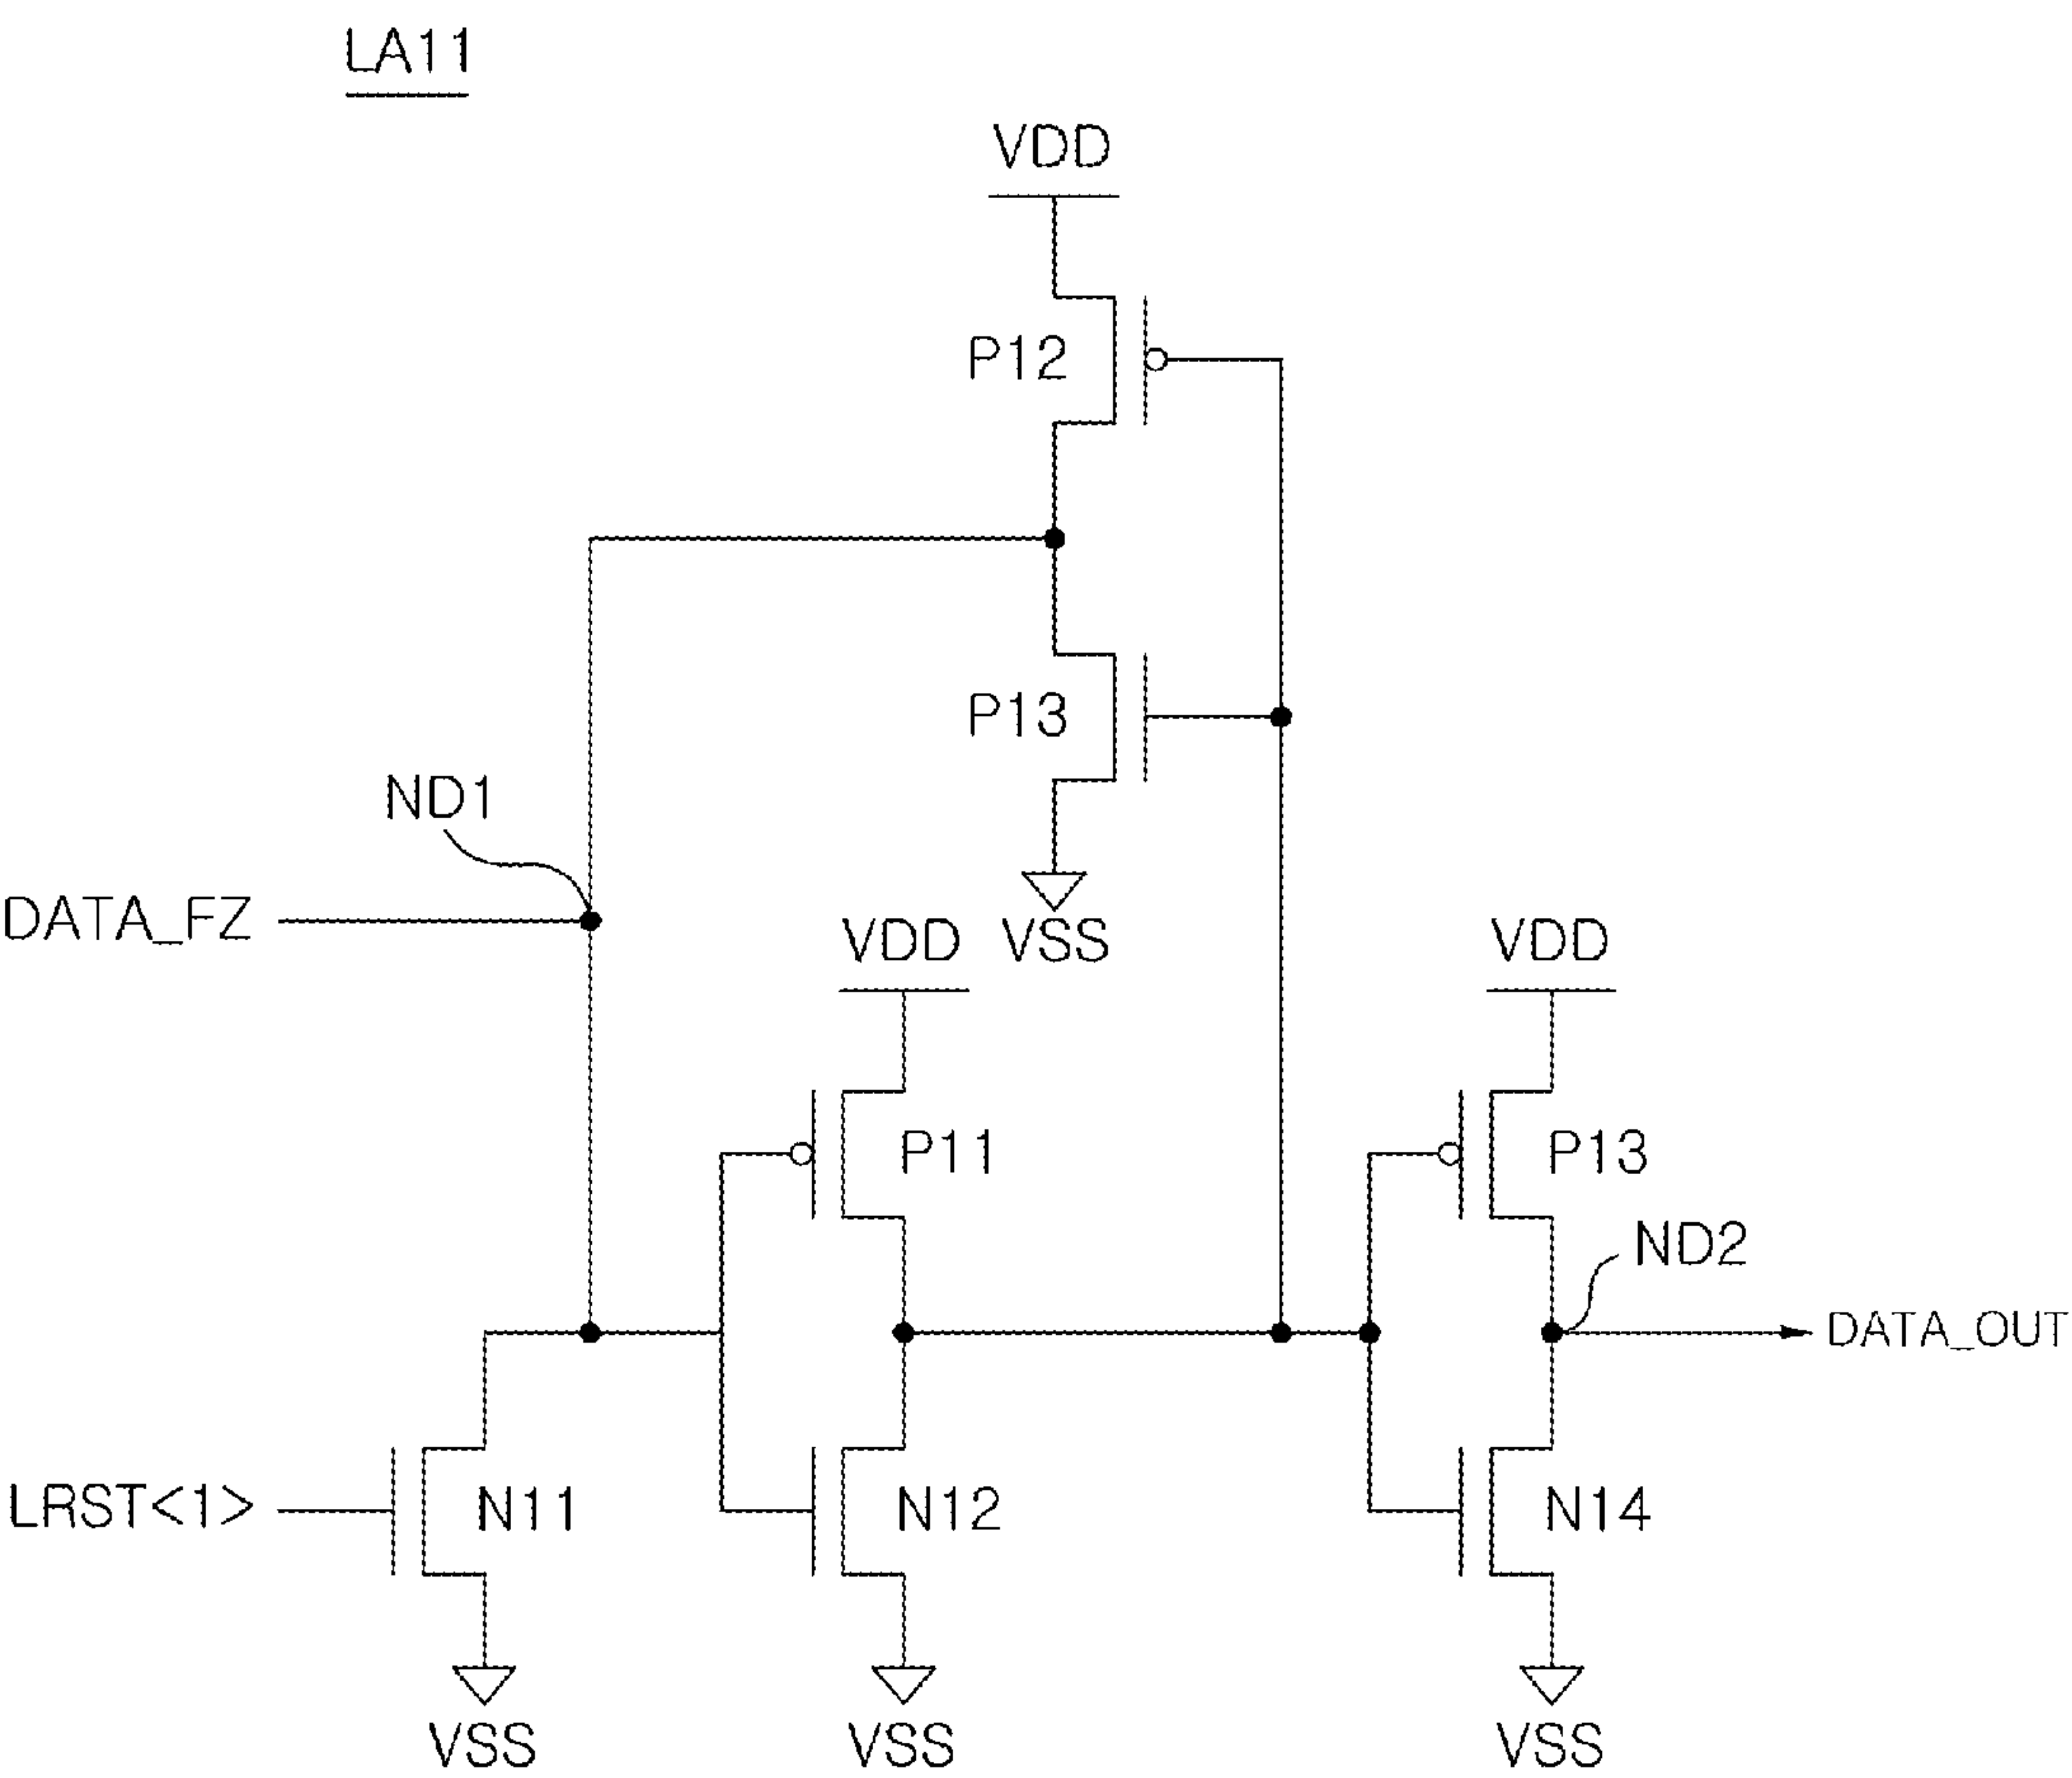 LA11
VDD
P12
P13
ND1
DATA_FZ
VDD VSS VDD
P11 P13
ND2
DATA_OUT
LRST<1> N11 N12 N14
VSS VSS VSS